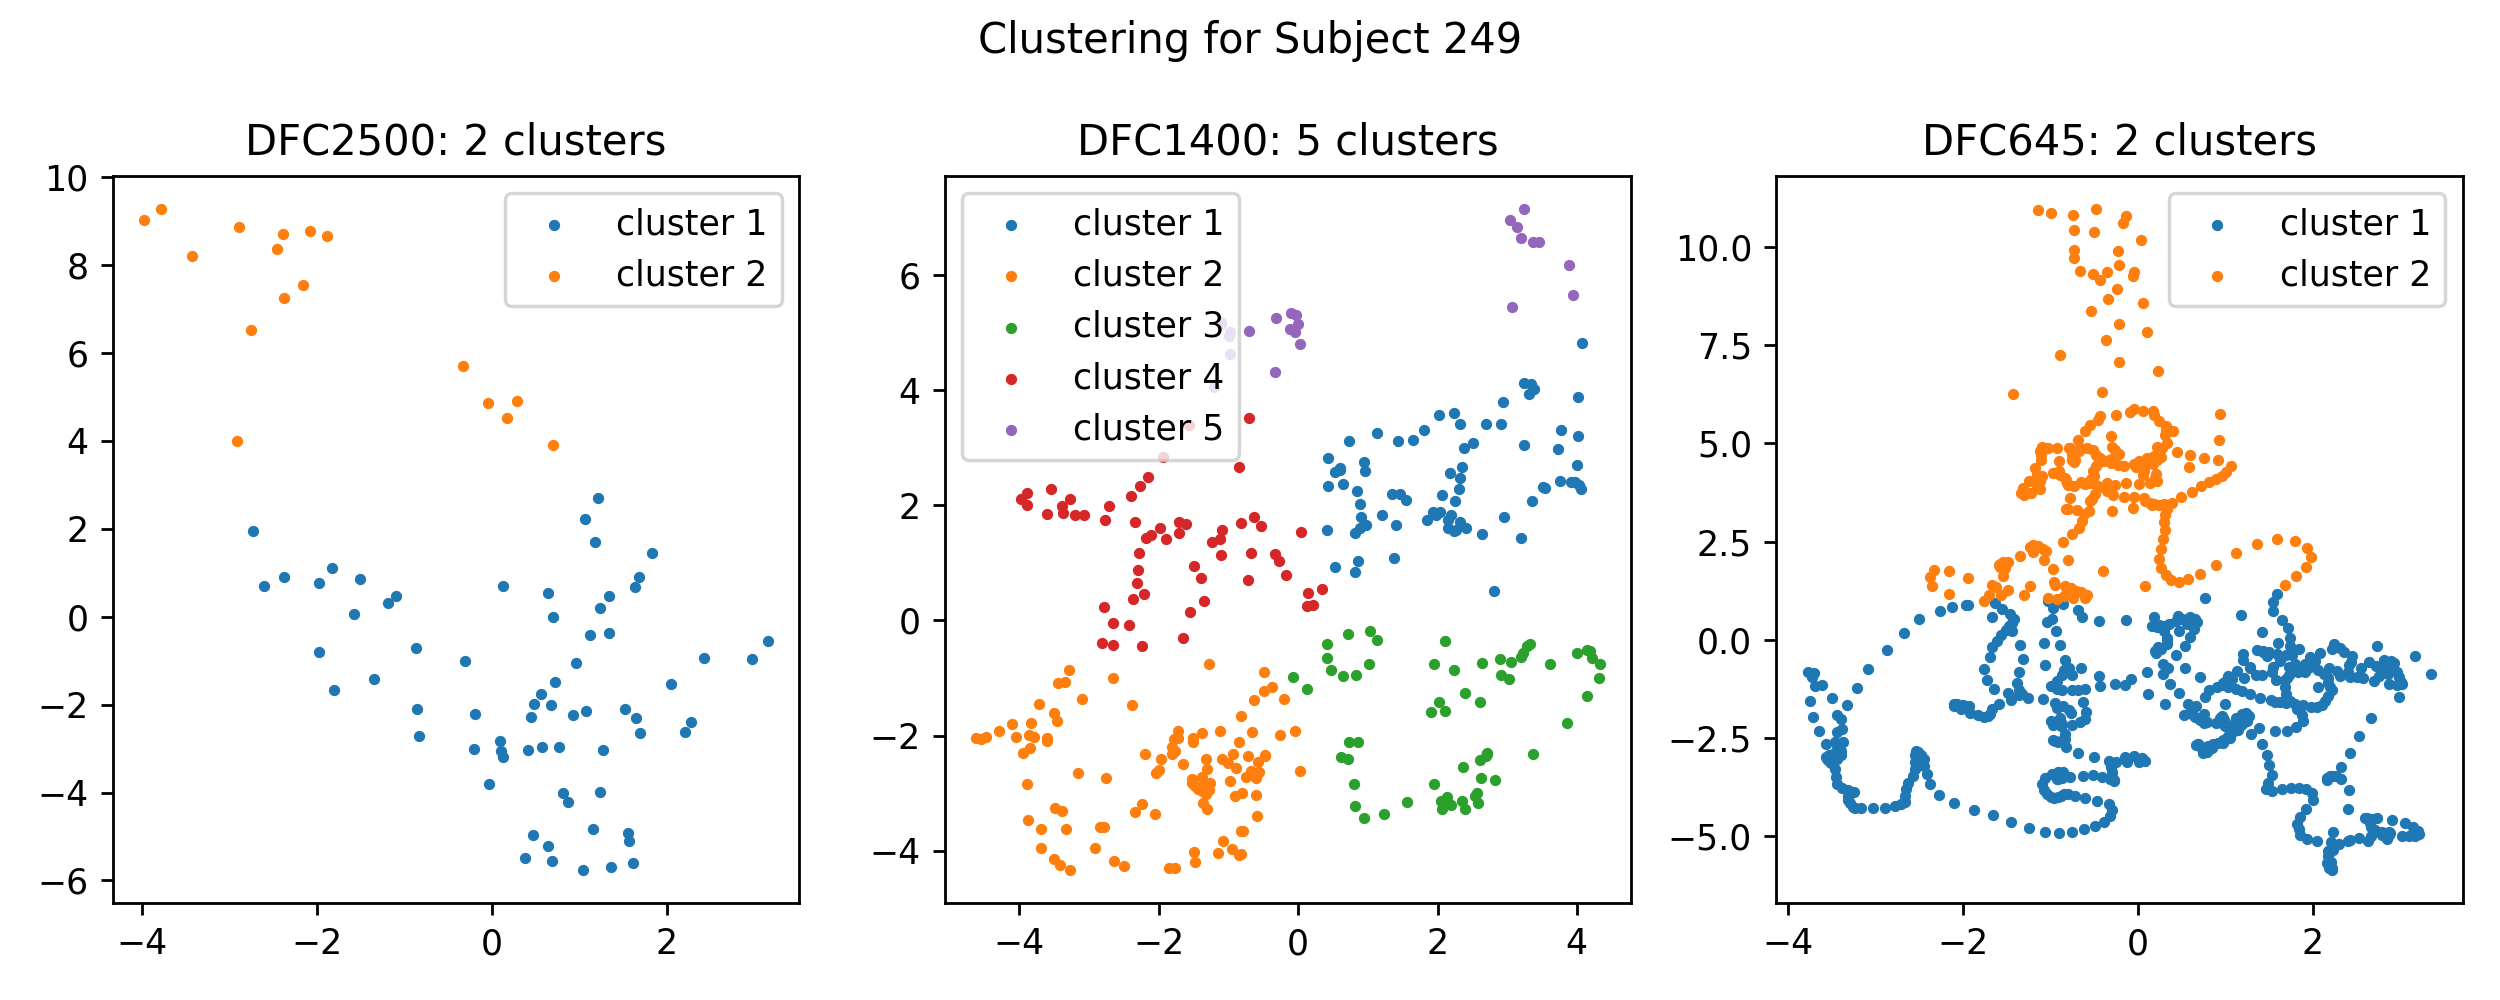 Clustering for Subject 249
DFC2500: 2 clusters
10
8
6
4
2
0
−2
−4
−6
−4
−2
0
2
cluster 1
cluster 2
DFC1400: 5 clusters
6
4
2
0
−2
−4
−4
−2
0
2
4
cluster 1
cluster 2
cluster 3
cluster 4
cluster 5
DFC645: 2 clusters
10.0
7.5
5.0
2.5
0.0
−2.5
−5.0
−4
−2
0
2
cluster 1
cluster 2